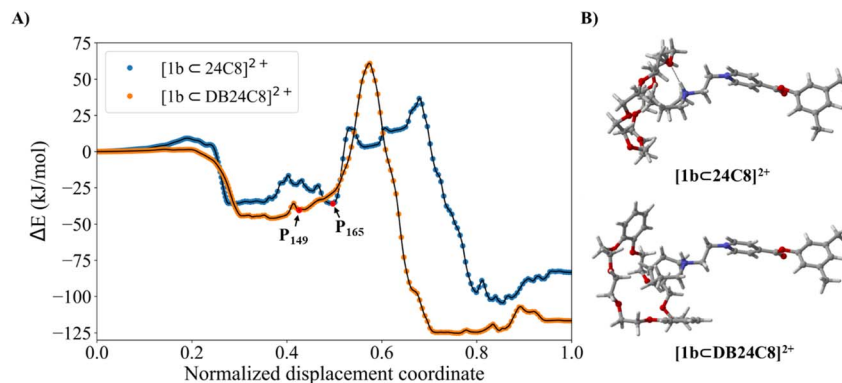 A)
B)
[1b ⊂ 24C8]²⁺
[1b ⊂ DB24C8]²⁺
75
50
25
0
−25
−50
−75
−100
−125
ΔE (kJ/mol)
P₁₄₉
P₁₆₅
0.0 0.2 0.4 0.6 0.8 1.0
Normalized displacement coordinate
[1b⊂24C8]²⁺
[1b⊂DB24C8]²⁺